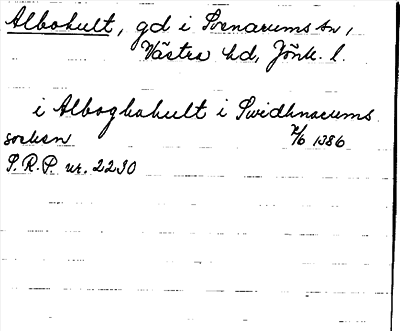 Albohult, gd i Svenarums sn,
Västra hd, Jönk. l.
i Alboghahult i Swidhnarums
socken 7/6 1386
S.R.P. nr. 2230